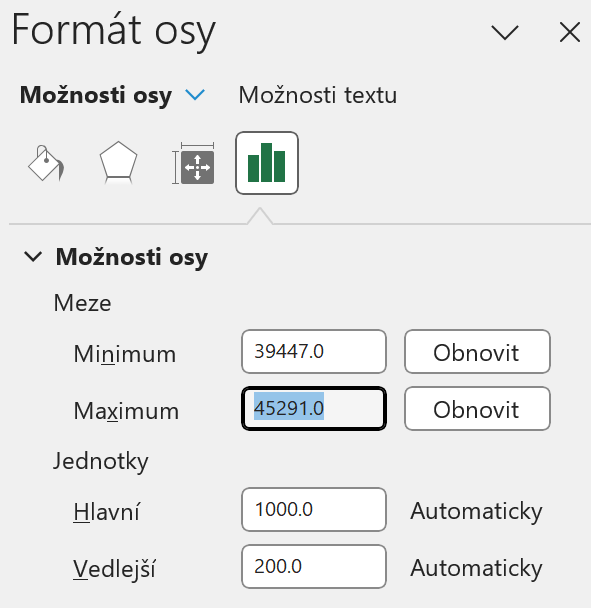 Formát osy
Možnosti osy Možnosti textu
Možnosti osy
Meze
Minimum 39447.0 Obnovit
Maximum 45291.0 Obnovit
Jednotky
Hlavní 1000.0 Automaticky
Vedlejší 200.0 Automaticky